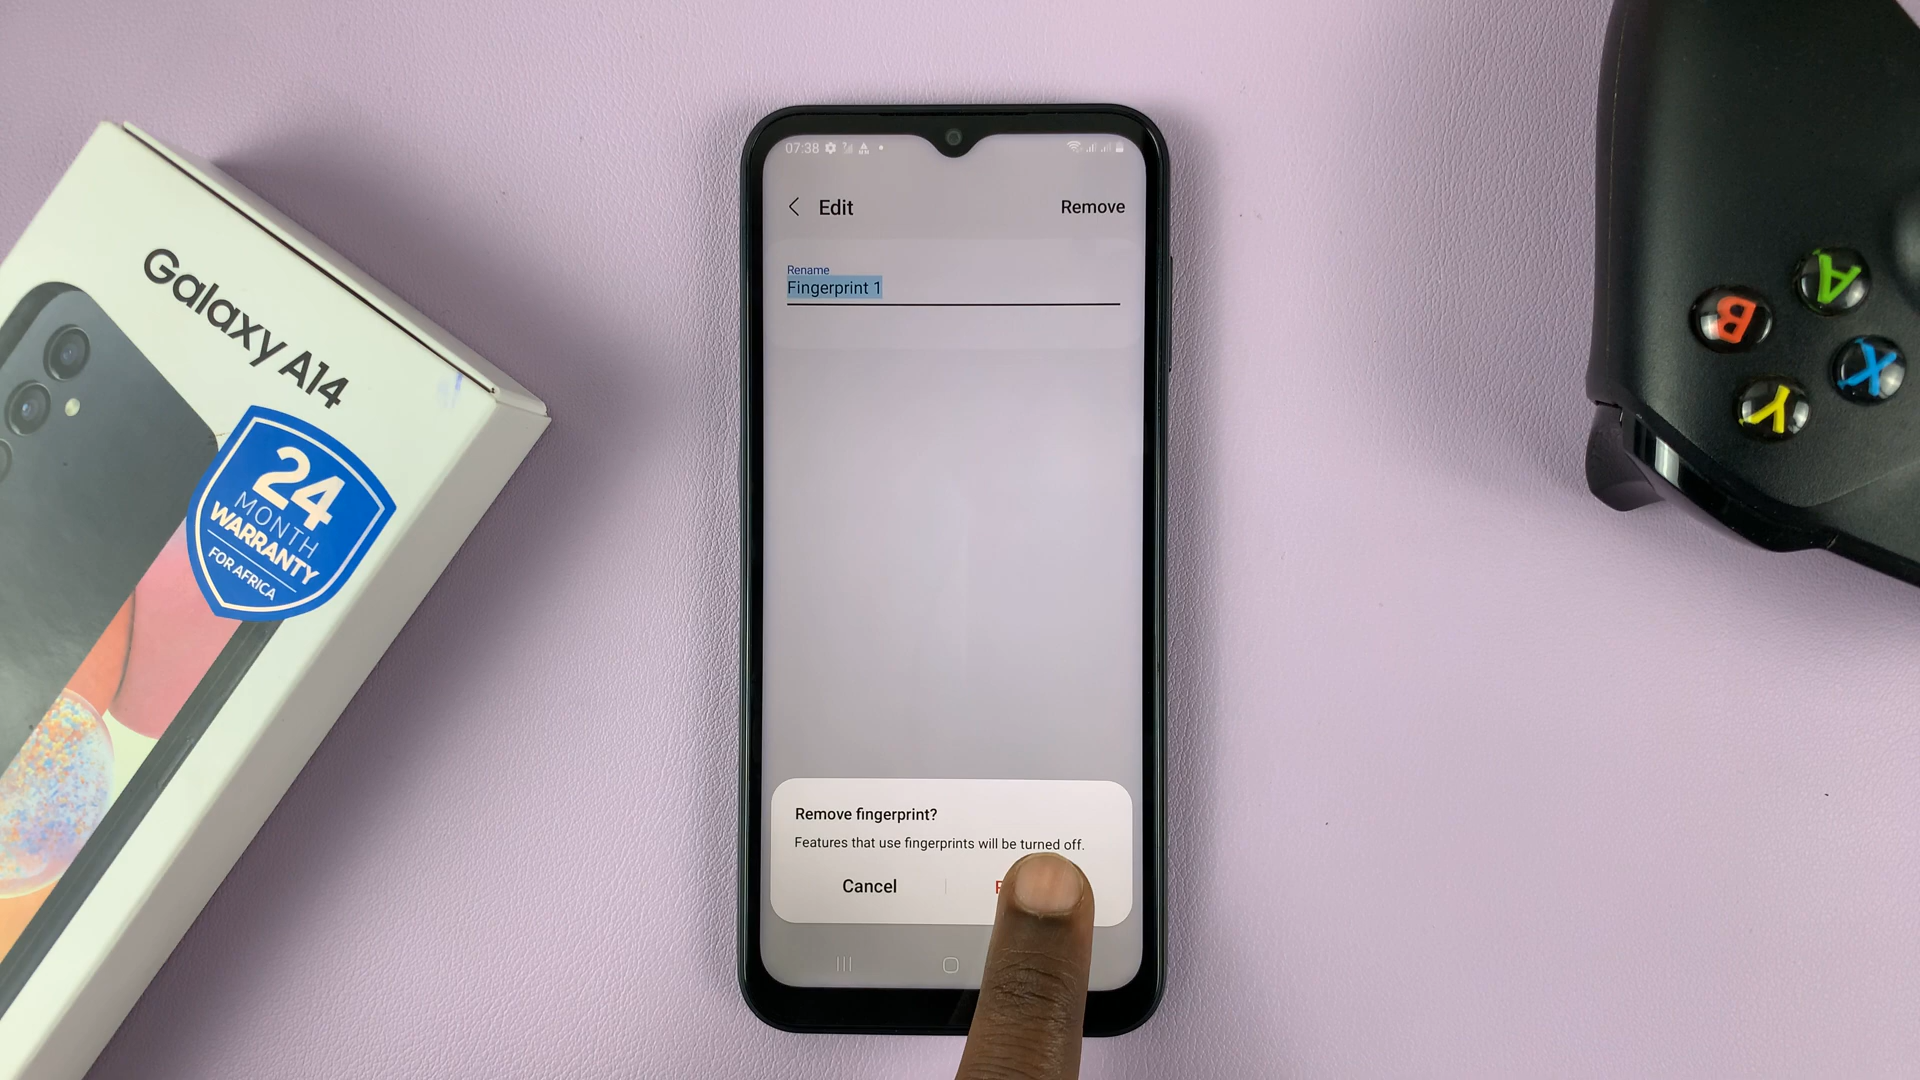 Galaxy A14
24
MONTH
WARRANTY
FOR AFRICA
07:38
Edit
Remove
Rename
Fingerprint 1
Remove fingerprint?
Features that use fingerprints will be turned off.
Cancel
A
B
X
Y